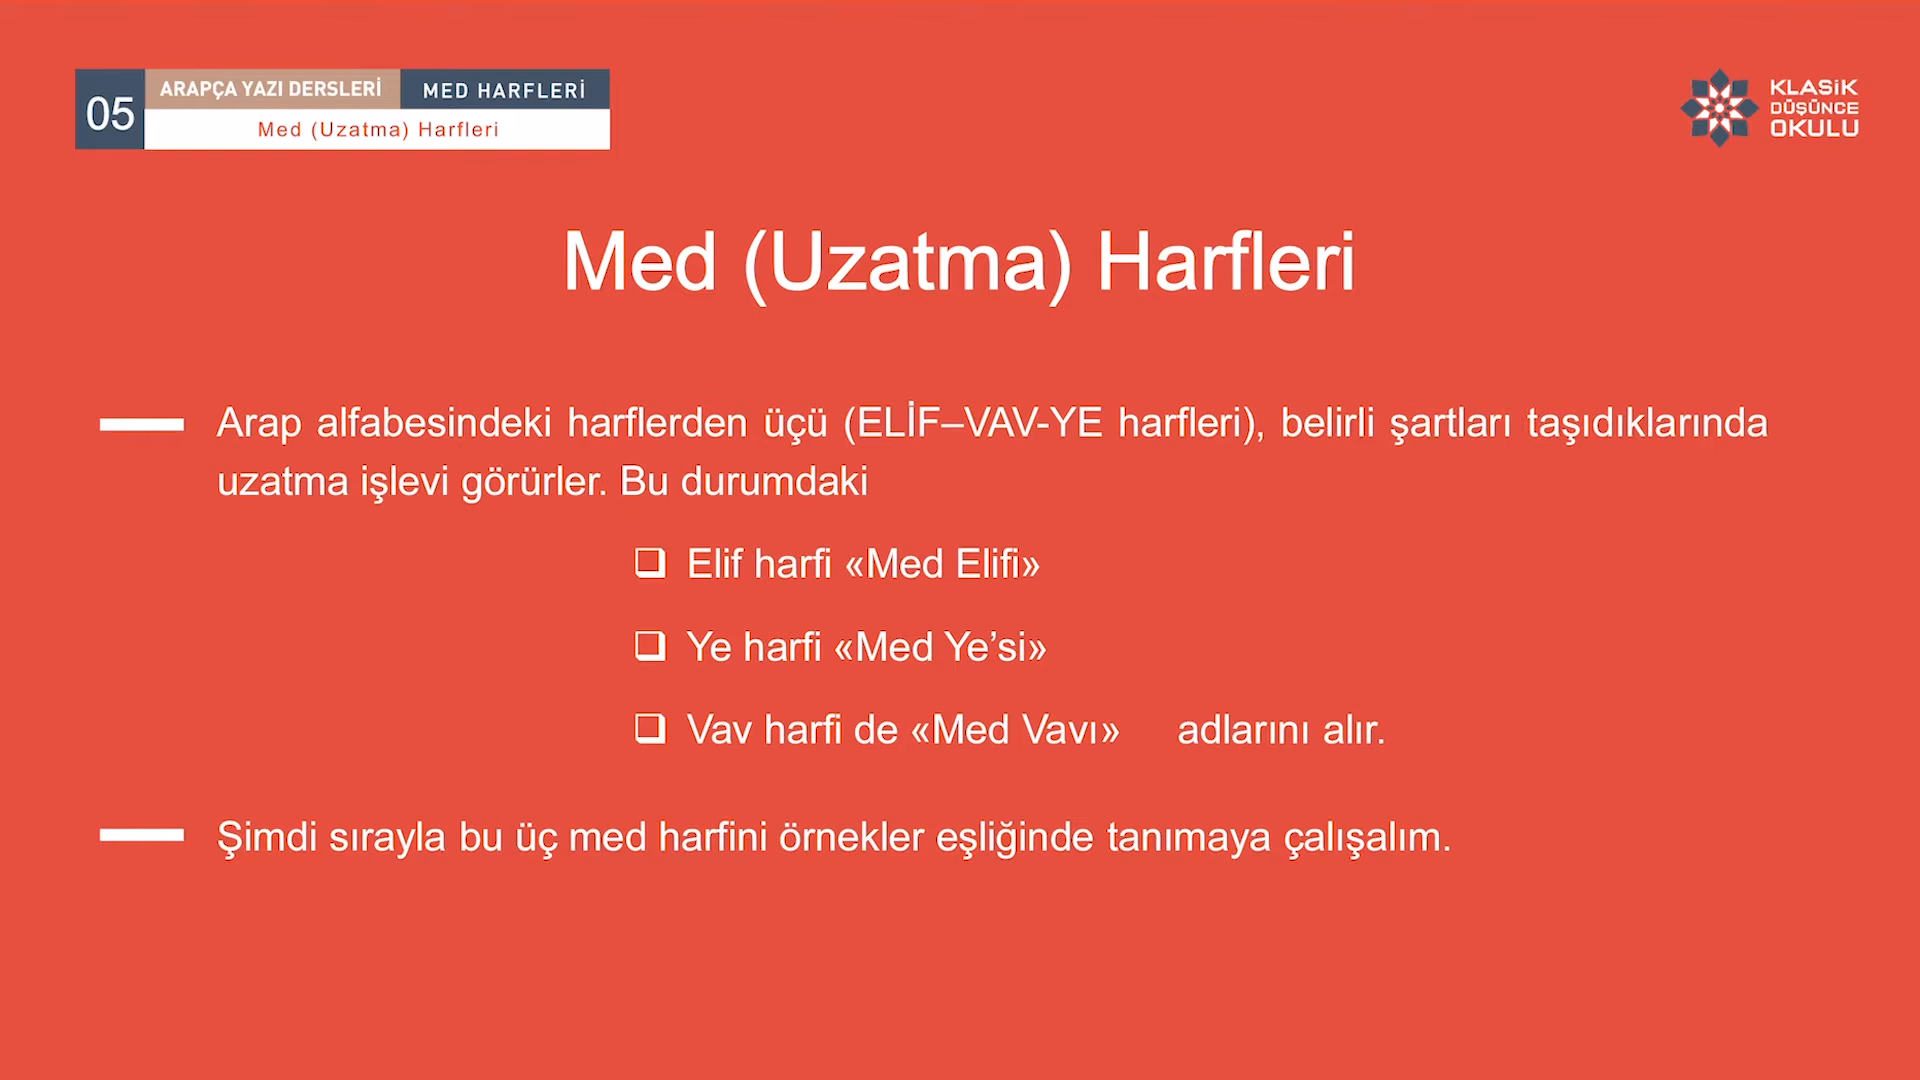 05
ARAPÇA YAZI DERSLERİ
MED HARFLERİ
Med (Uzatma) Harfleri
KLASİK
DÜŞÜNCE
OKULU
Med (Uzatma) Harfleri
Arap alfabesindeki harflerden üçü (ELİF–VAV-YE harfleri), belirli şartları taşıdıklarında
uzatma işlevi görürler. Bu durumdaki
❑ Elif harfi «Med Elifi»
❑ Ye harfi «Med Ye’si»
❑ Vav harfi de «Med Vavı» adlarını alır.
Şimdi sırayla bu üç med harfini örnekler eşliğinde tanımaya çalışalım.